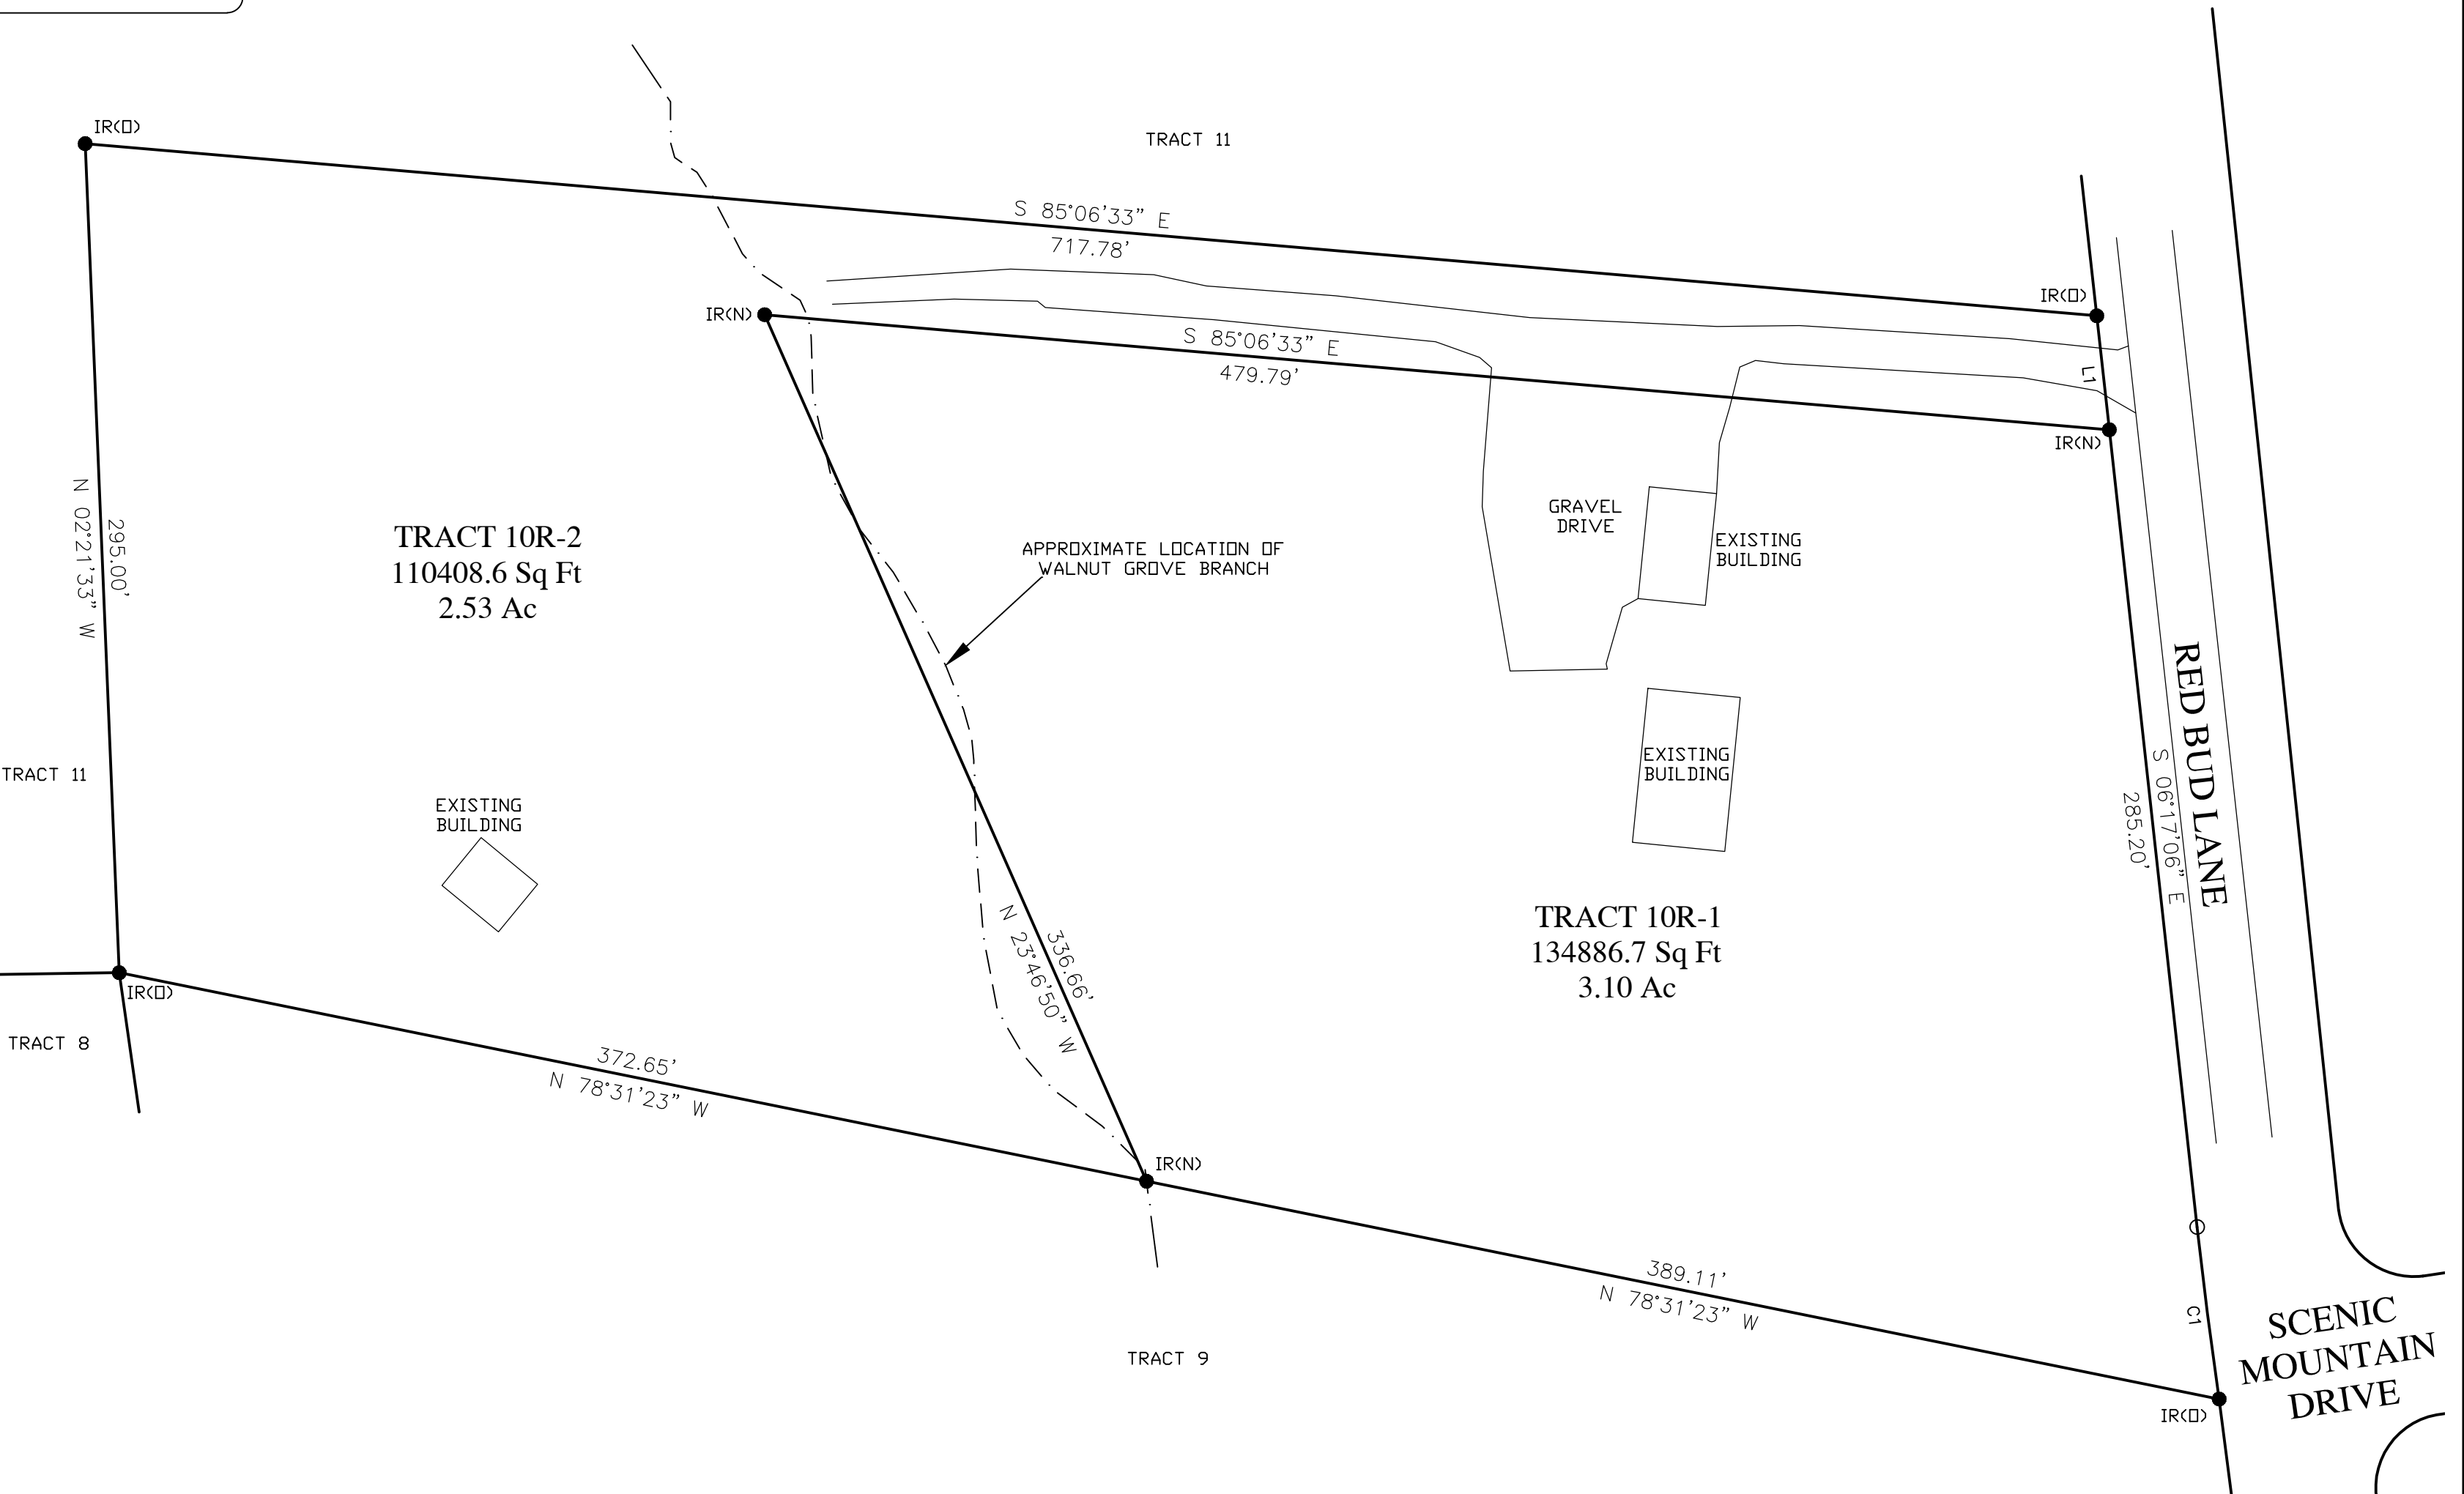 IR(O)
TRACT 11
S 85°06'33" E
717.78'
IR(O)
IR(N)
S 85°06'33" E
479.79'
L1
IR(N)
N 02°21'33" W
295.00'
TRACT 10R-2
110408.6 Sq Ft
2.53 Ac
APPROXIMATE LOCATION OF
WALNUT GROVE BRANCH
GRAVEL
DRIVE
EXISTING
BUILDING
RED BUD LANE
S 06°17'06" E
285.20'
EXISTING
BUILDING
TRACT 11
EXISTING
BUILDING
TRACT 10R-1
134886.7 Sq Ft
3.10 Ac
336.66'
N 23°46'50" W
IR(O)
TRACT 8
372.65'
N 78°31'23" W
IR(N)
389.11'
N 78°31'23" W
C1
SCENIC
MOUNTAIN
DRIVE
TRACT 9
IR(O)